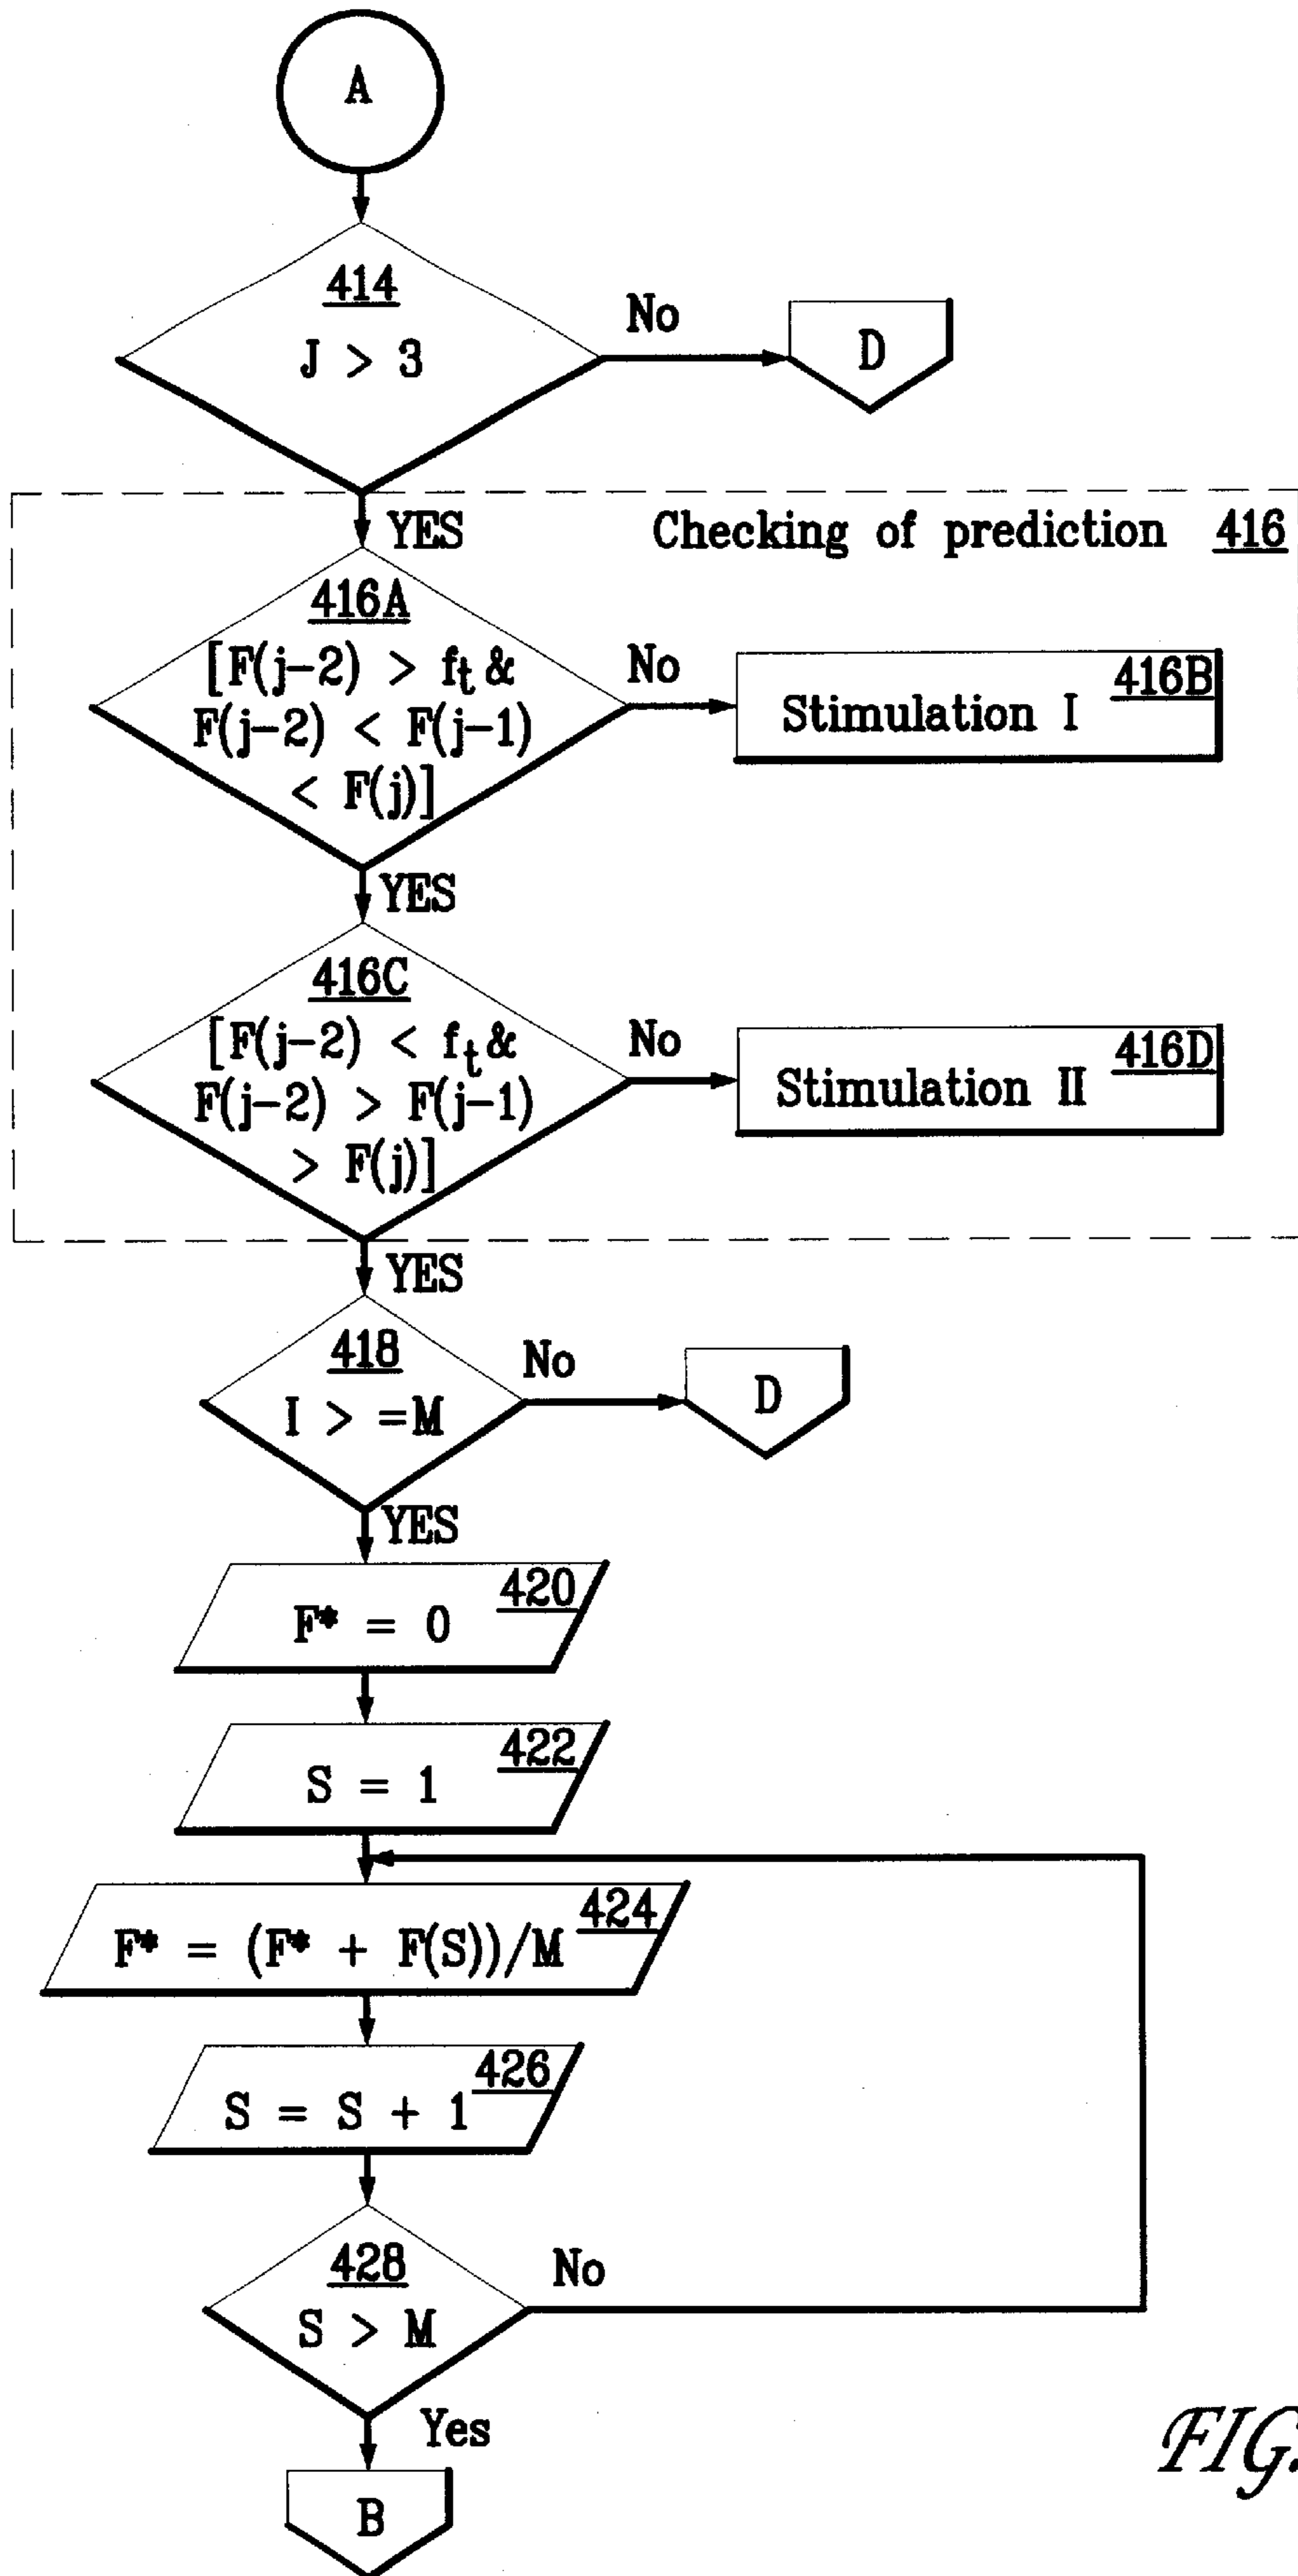 A
414
J > 3
No
D
YES
Checking of prediction 416
416A
[F(j-2) > ft &
F(j-2) < F(j-1)
< F(j)]
No
416B
Stimulation I
YES
416C
[F(j-2) < ft &
F(j-2) > F(j-1)
> F(j)]
No
416D
Stimulation II
YES
418
I > =M
No
D
YES
420
F* = 0
422
S = 1
424
F* = (F* + F(S))/M
426
S = S + 1
428
S > M
No
Yes
B
FIG.